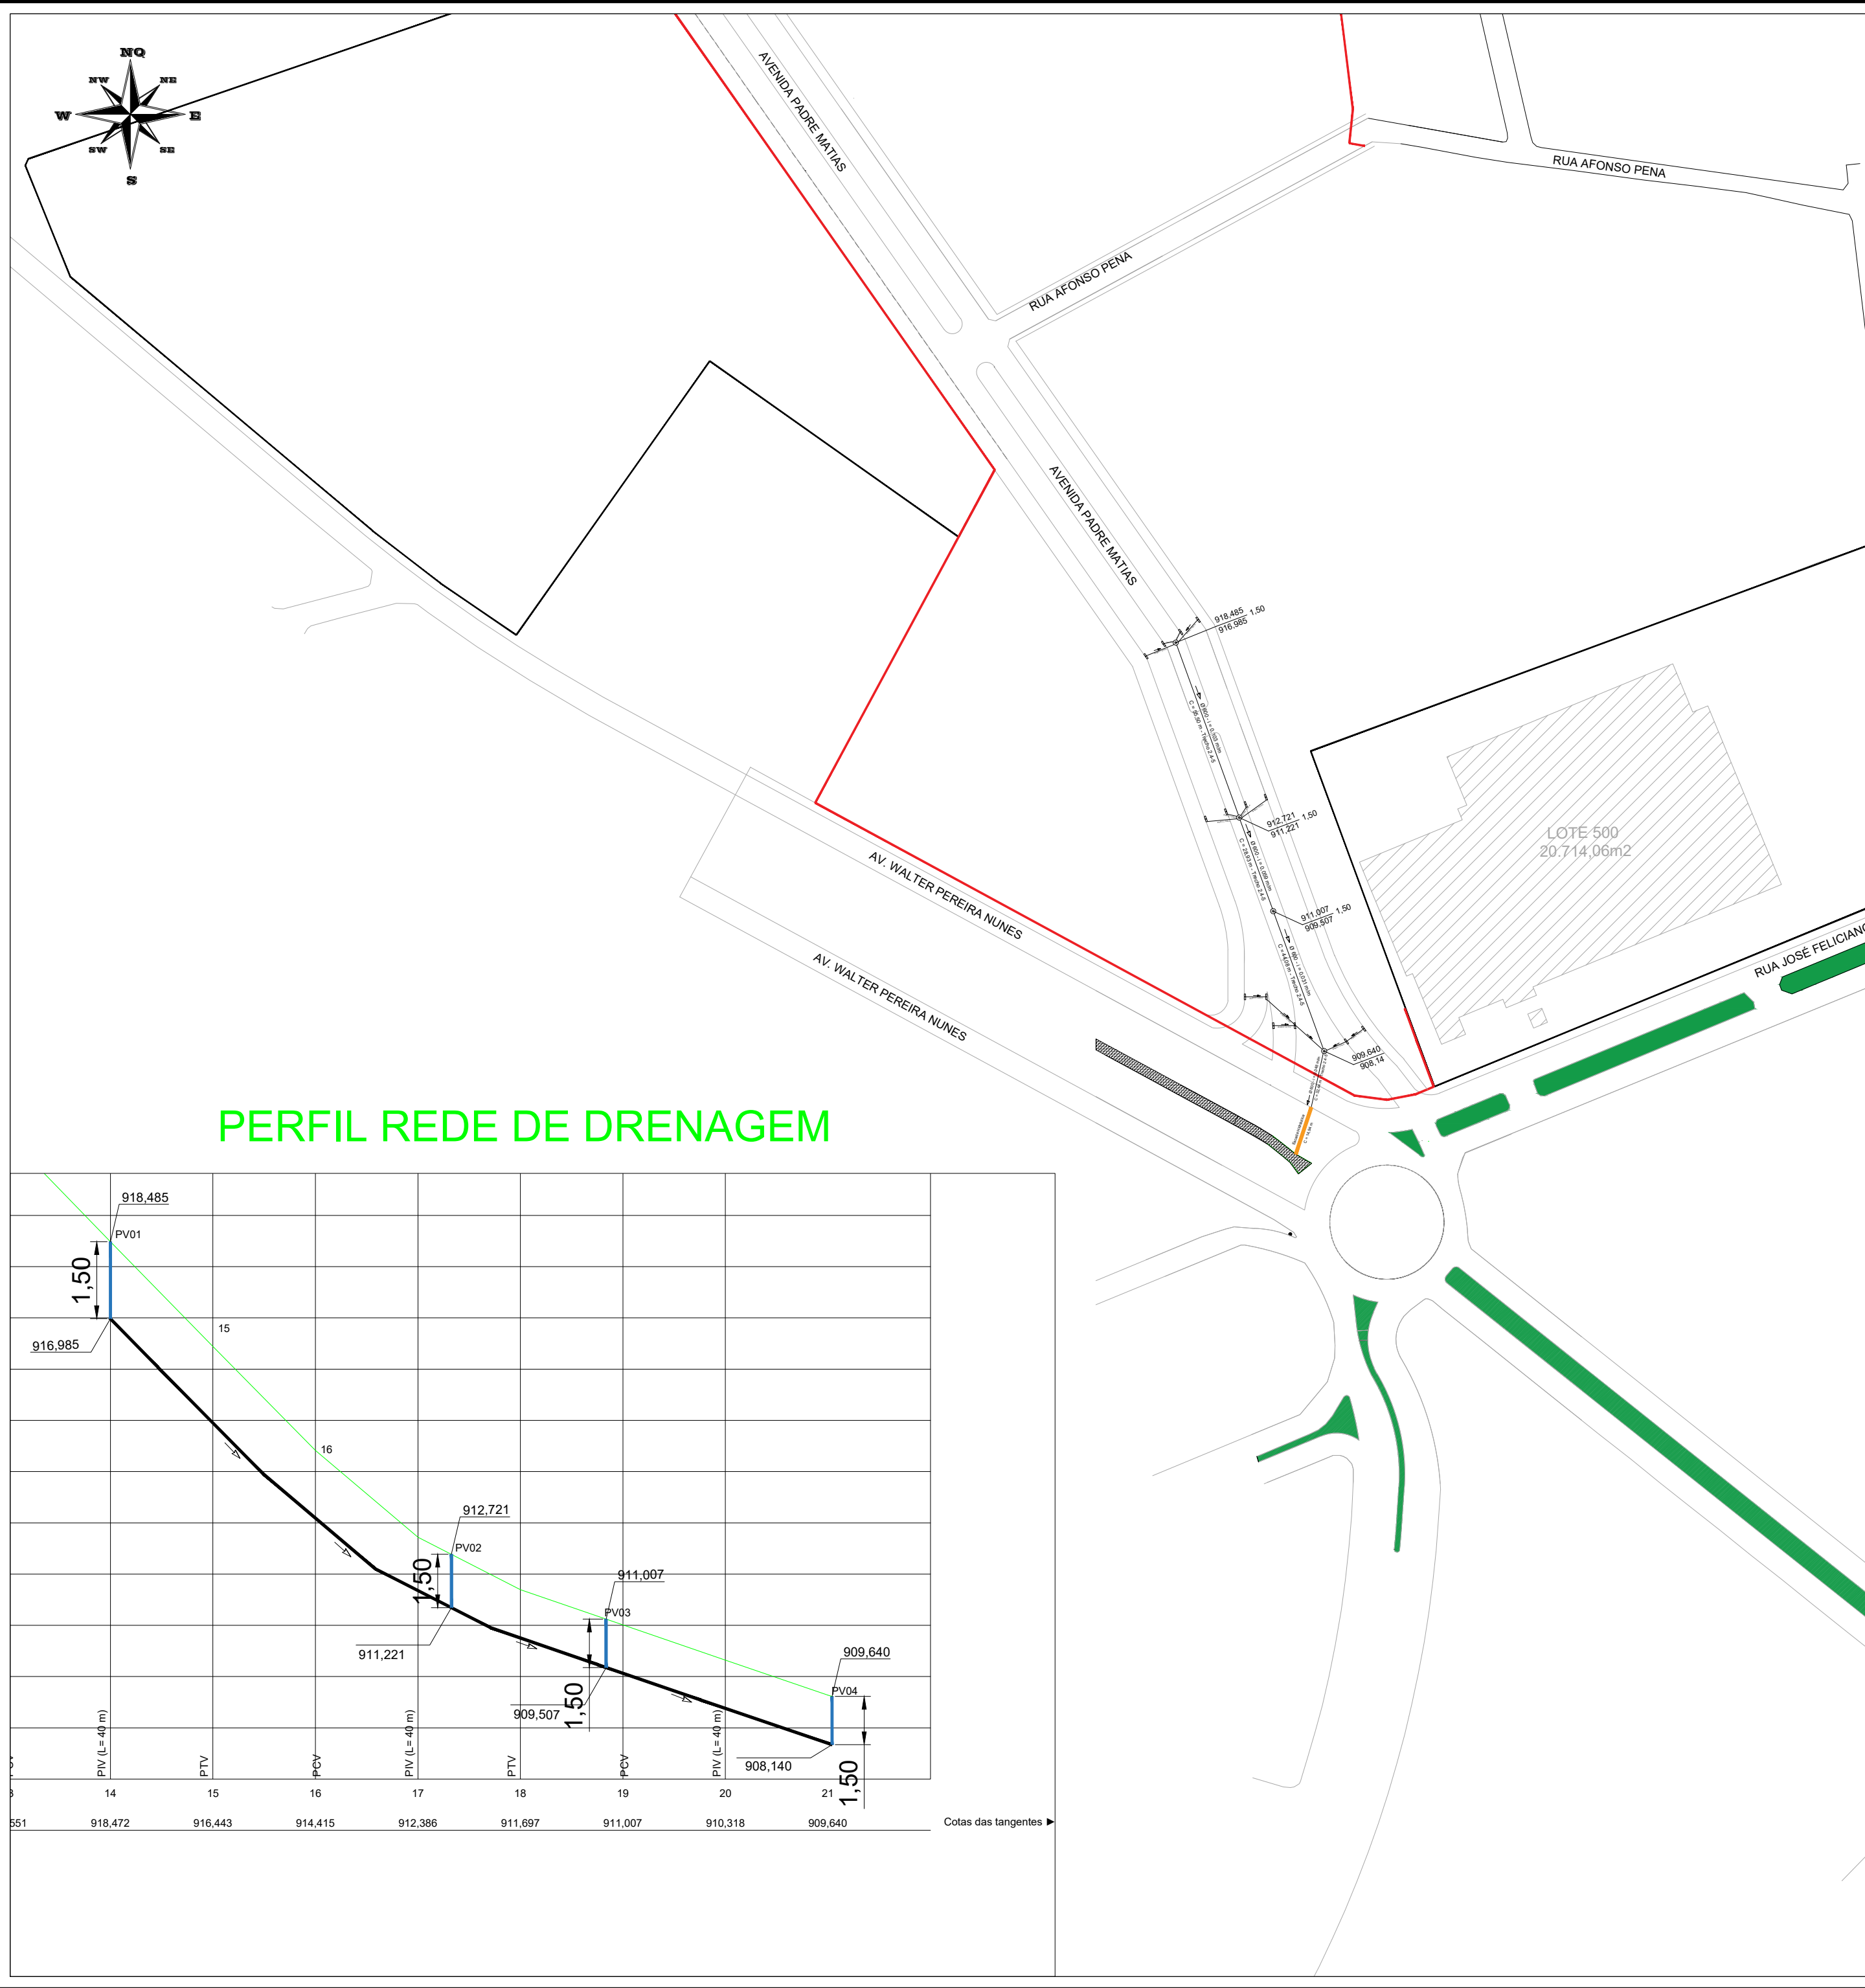 NQ
NW
NE
W
E
SW
SE
S
AVENIDA PADRE MATIAS
RUA AFONSO PENA
RUA AFONSO PENA
AVENIDA PADRE MATIAS
918,485
1,50
916,985
912,721
1,50
911,221
911,007
1,50
909,507
909,640
908,14
LOTE 500
20.714,06m2
RUA JOSÉ FELICIANO
AV. WALTER PEREIRA NUNES
AV. WALTER PEREIRA NUNES
PERFIL REDE DE DRENAGEM
918,485
PV01
1,50
916,985
15
16
912,721
PV02
1,50
911,221
911,007
PV03
1,50
909,507
909,640
PV04
1,50
908,140
PIV (L= 40 m)
PTV
PCV
PIV (L= 40 m)
PTV
PCV
PIV (L= 40 m)
14
15
16
17
18
19
20
21
551
918,472
916,443
914,415
912,386
911,697
911,007
910,318
909,640
Cotas das tangentes ►